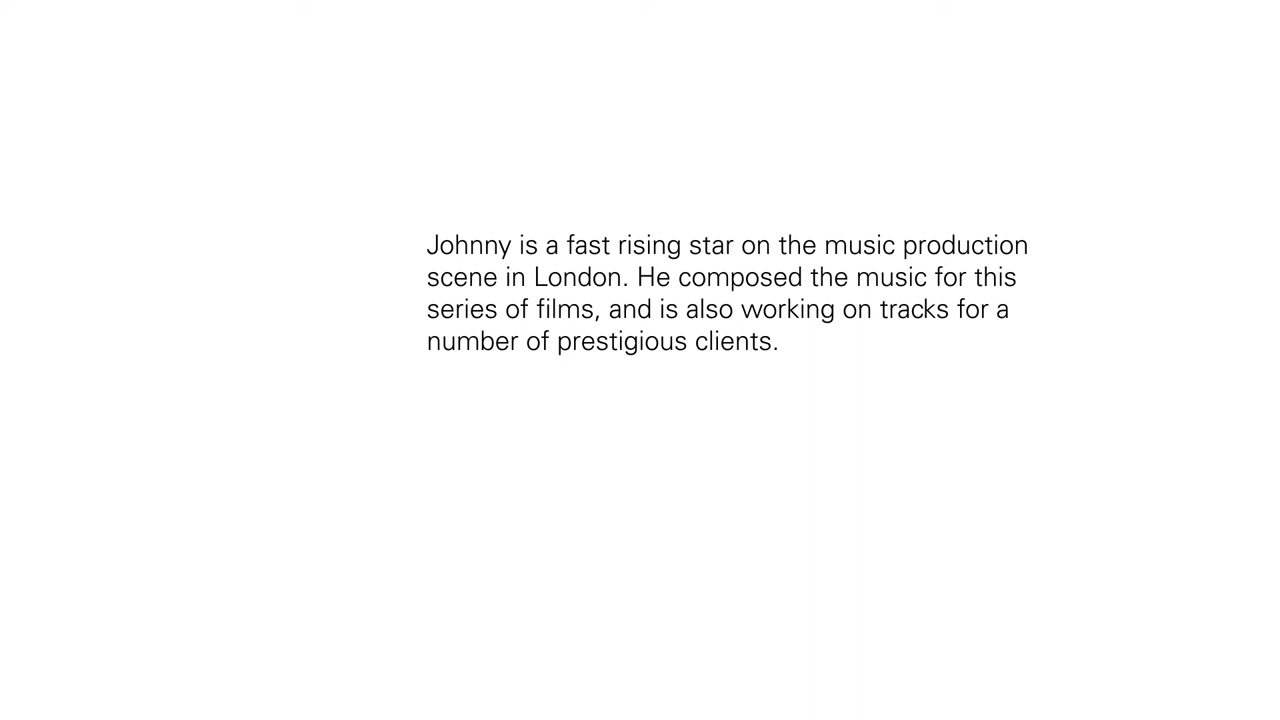 Johnny is a fast rising star on the music production
scene in London. He composed the music for this
series of films, and is also working on tracks for a
number of prestigious clients.